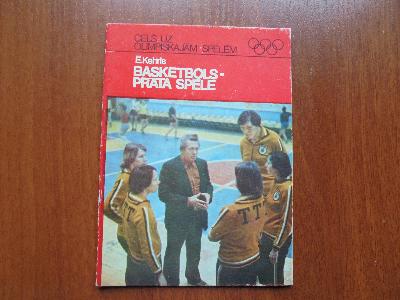 CEĻŠ UZ
OLIMPISKAJĀM SPĒLĒM
E.Kehris
BASKETBOLS -
PRĀTA SPĒLE
TT
TT